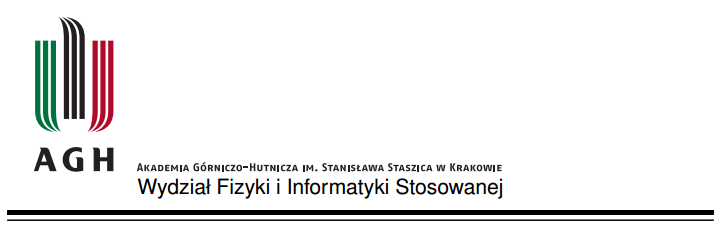 AGH
Akademia Górniczo-Hutnicza im. Stanisława Staszica w Krakowie
Wydział Fizyki i Informatyki Stosowanej